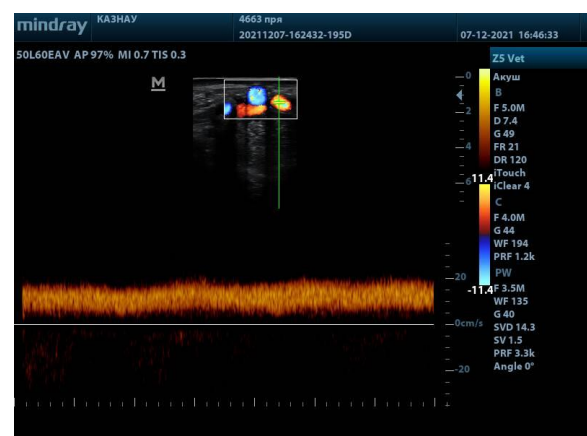 mindray КАЗНАУ 4663 пря
20211207-162432-195D 07-12-2021 16:46:33
50L60EAV AP 97% MI 0.7 TIS 0.3
Z5 Vet
M
0
2
4
6
Акуш
B
F 5.0M
D 7.4
G 49
FR 21
DR 120
iTouch
iClear 4
11.4
C
F 4.0M
G 44
WF 194
PRF 1.2k
PW
-11.4
F 3.5M
WF 135
G 40
SVD 14.3
SV 1.5
PRF 3.3k
Angle 0°
20
0cm/s
-20